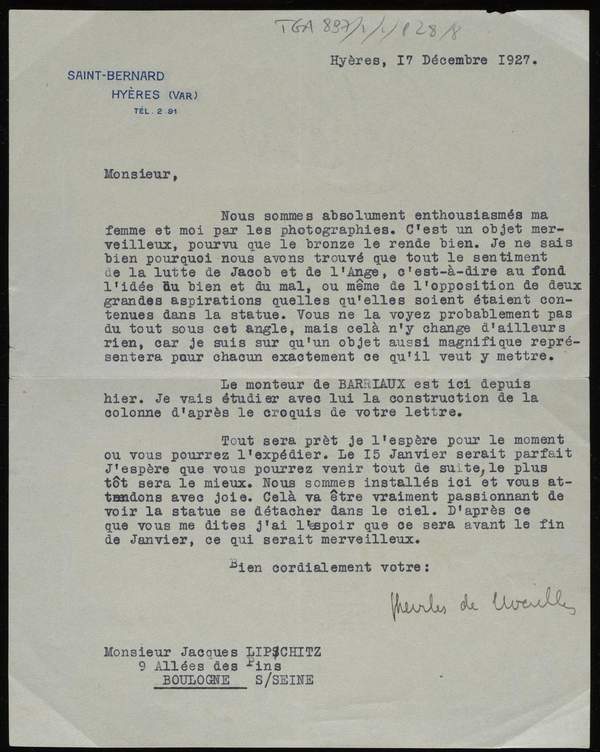 TGA 897/1/1/828/8
Hyères, I7 Décembre I927.
SAINT-BERNARD
HYÈRES (VAR)
TÉL. 2.91
Monsieur,
Nous sommes absolument enthousiasmés ma
femme et moi par les photographies. C'est un objet mer-
veilleux, pourvu que le bronze le rende bien. Je ne sais
bien pourquoi nous avons trouvé que tout le sentiment
de la lutte de Jacob et de l'Ange, c'est-à-dire au fond
l'idée du bien et du mal, ou même de l'opposition de deux
grandes aspirations quelles qu'elles soient étaient con-
tenues dans la statue. Vous ne la voyez probablement pas
du tout sous cet angle, mais celà n'y change d'ailleurs
rien, car je suis sur qu'un objet aussi magnifique repré-
sentera pour chacun exactement ce qu'il veut y mettre.
Le monteur de BARRIAUX est ici depuis
hier. Je vais étudier avec lui la construction de la
colonne d'après le croquis de votre lettre.
Tout sera prèt je l'espère pour le moment
ou vous pourrez l'expédier. Le I5 Janvier serait parfait
J'espère que vous pourrez venir tout de suite, le plus
tôt sera le mieux. Nous sommes installés ici et vous at-
tendons avec joie. Celà va être vraiment passionnant de
voir la statue se détacher dans le ciel. D'après ce
que vous me dites j'ai l'espoir que ce sera avant le fin
de Janvier, ce qui serait merveilleux.
Bien cordialement votre:
Charles de Noailles
Monsieur Jacques LIPSCHITZ
9 Allées des Pins
BOULOGNE S/SEINE